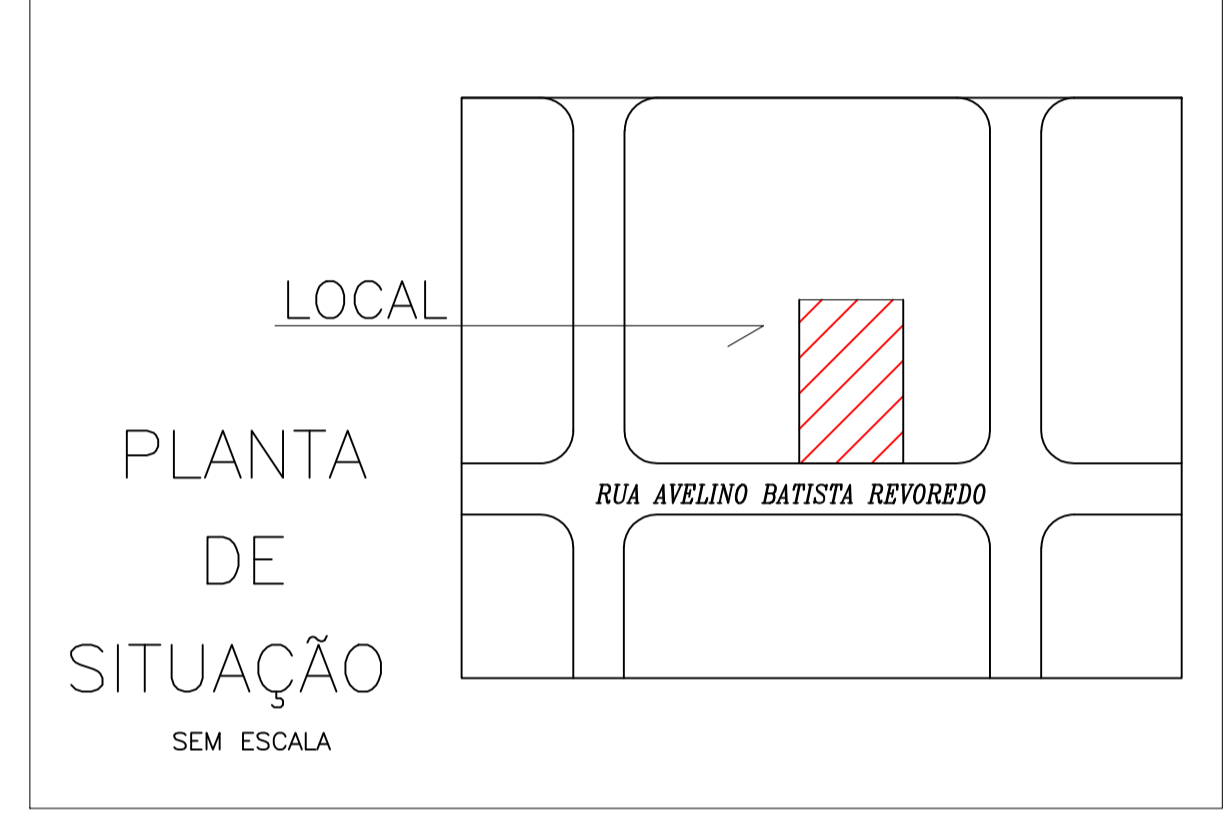 LOCAL
PLANTA
DE
SITUAÇÃO
SEM ESCALA
RUA AVELINO BATISTA REVOREDO